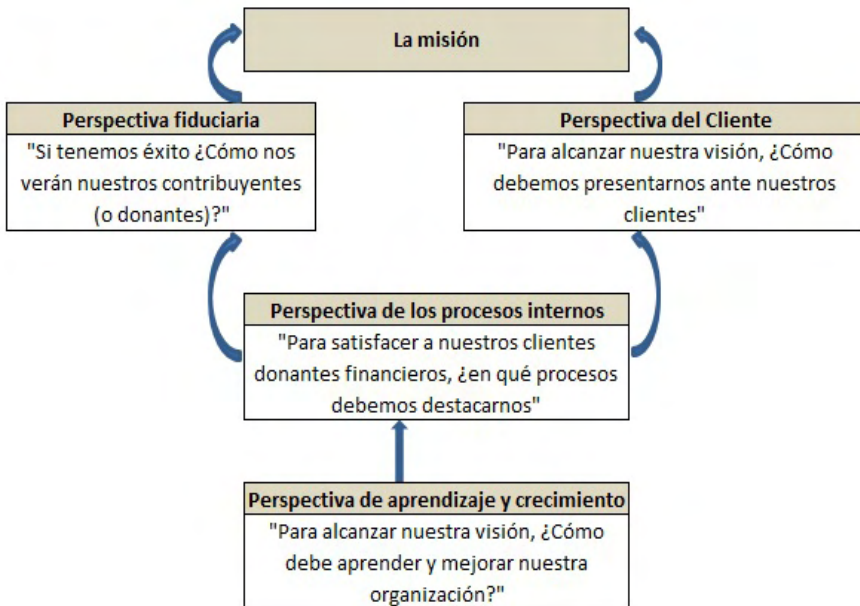 La misión
Perspectiva fiduciaria
"Si tenemos éxito ¿Cómo nos
verán nuestros contribuyentes
(o donantes)?"
Perspectiva del Cliente
"Para alcanzar nuestra visión, ¿Cómo
debemos presentarnos ante nuestros
clientes"
Perspectiva de los procesos internos
"Para satisfacer a nuestros clientes
donantes financieros, ¿en qué procesos
debemos destacarnos"
Perspectiva de aprendizaje y crecimiento
"Para alcanzar nuestra visión, ¿Cómo
debe aprender y mejorar nuestra
organización?"